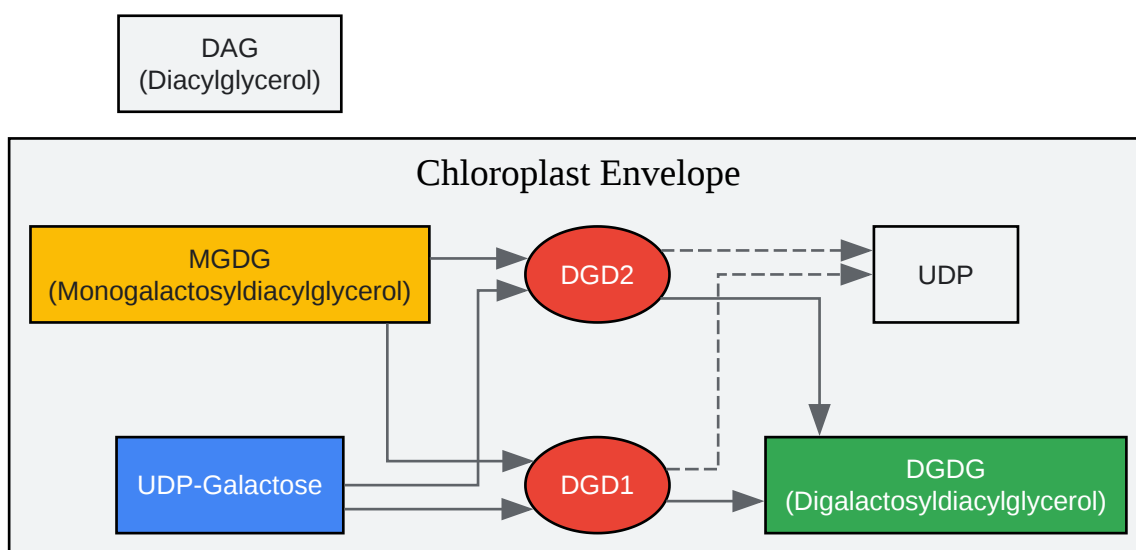 DAG
(Diacylglycerol)
Chloroplast Envelope
MGDG
(Monogalactosyldiacylglycerol)
DGD2
UDP
UDP-Galactose
DGD1
DGDG
(Digalactosyldiacylglycerol)